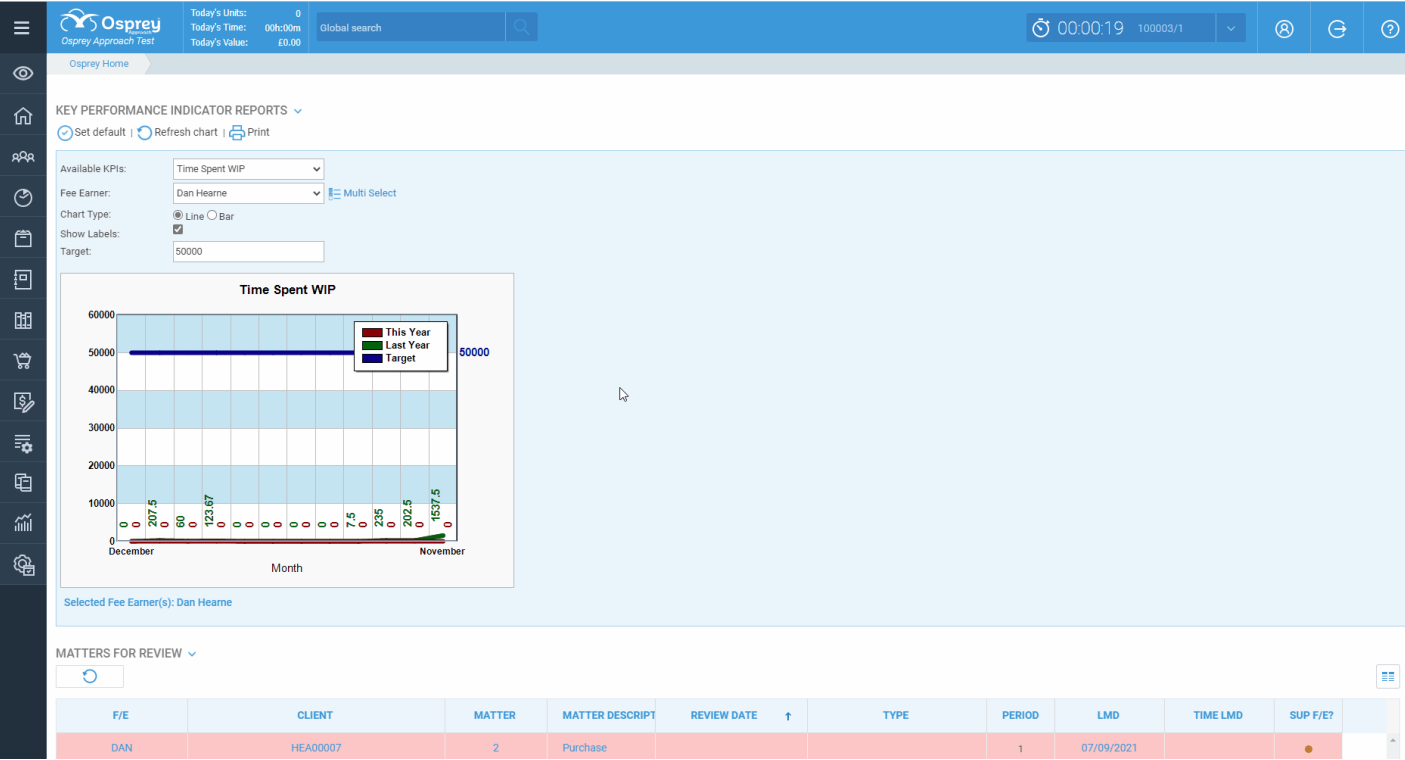 Osprey
Approach
Osprey Approach Test
Today's Units: 0
Today's Time: 00h:00m
Today's Value: £0.00
Global search
00:00:19 100003/1
Osprey Home
KEY PERFORMANCE INDICATOR REPORTS
Set default | Refresh chart | Print
Available KPIs: Time Spent WIP
Fee Earner: Dan Hearne Multi Select
Chart Type: Line Bar
Show Labels:
Target: 50000
Time Spent WIP
60000
This Year
Last Year
Target
50000 50000
40000
30000
20000
10000
0 0 207.5 0 60 0 123.67 0 0 0 0 0 0 0 0 0 7.5 0 235 0 202.5 0 1537.5 0
0
December November
Month
Selected Fee Earner(s): Dan Hearne
MATTERS FOR REVIEW
F/E CLIENT MATTER MATTER DESCRIPT REVIEW DATE TYPE PERIOD LMD TIME LMD SUP F/E?
DAN HEA00007 2 Purchase 1 07/09/2021